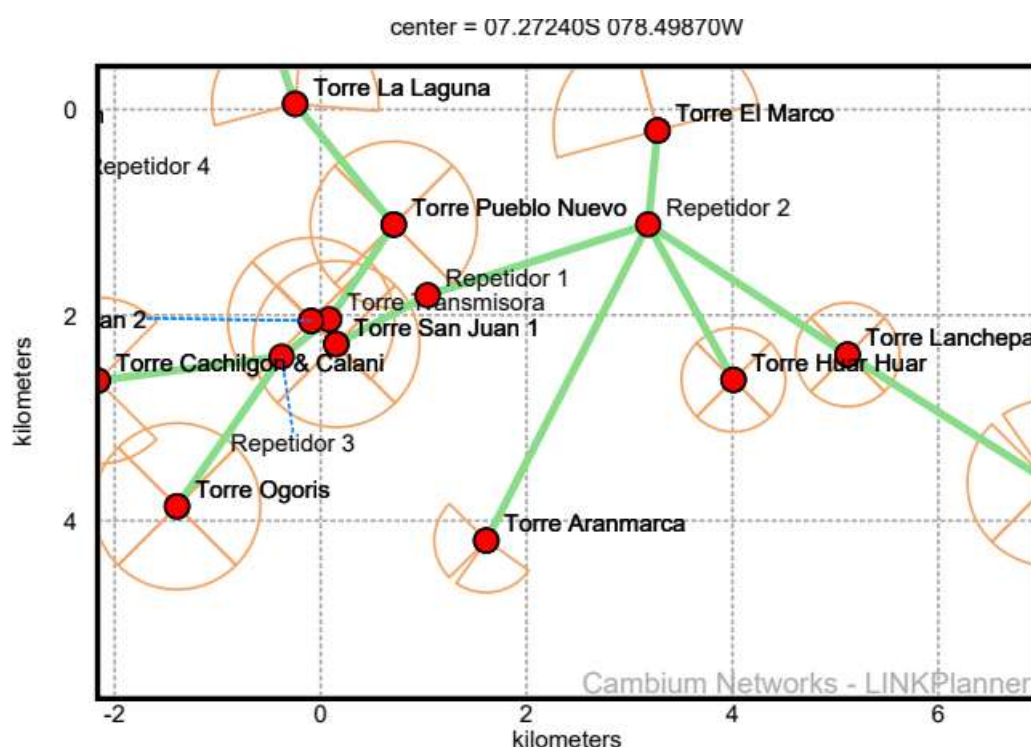 center = 07.27240S 078.49870W
Torre La Laguna
0
Torre El Marco
epetidor 4
Torre Pueblo Nuevo
Repetidor 2
Repetidor 1
Torre Transmisora
2
an 2
Torre San Juan 1
Torre Lanchepa
Torre Cachilgon & Calani
Torre Huar Huar
kilometers
Repetidor 3
Torre Ogoris
4
Torre Aranmarca
Cambium Networks - LINKPlanner
-2
0
2
4
6
kilometers